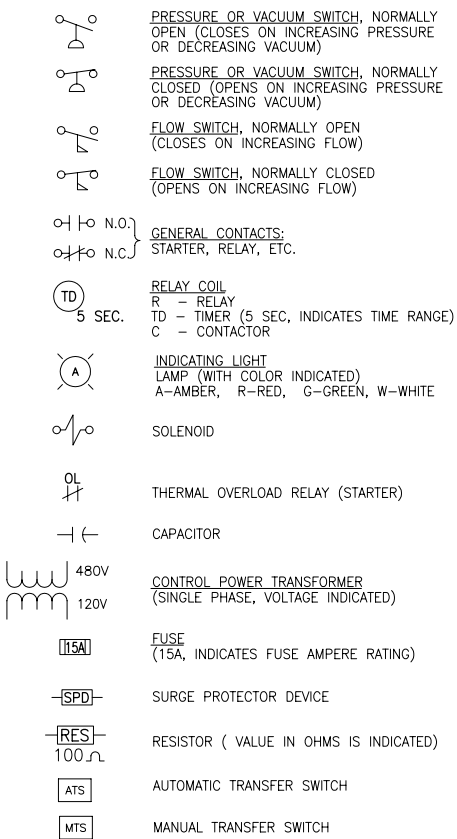 PRESSURE OR VACUUM SWITCH, NORMALLY
OPEN (CLOSES ON INCREASING PRESSURE
OR DECREASING VACUUM)
PRESSURE OR VACUUM SWITCH, NORMALLY
CLOSED (OPENS ON INCREASING PRESSURE
OR DECREASING VACUUM)
FLOW SWITCH, NORMALLY OPEN
(CLOSES ON INCREASING FLOW)
FLOW SWITCH, NORMALLY CLOSED
(OPENS ON INCREASING FLOW)
N.O.
N.C.
GENERAL CONTACTS:
STARTER, RELAY, ETC.
TD
5 SEC.
RELAY COIL
R – RELAY
TD – TIMER (5 SEC, INDICATES TIME RANGE)
C – CONTACTOR
A
INDICATING LIGHT
LAMP (WITH COLOR INDICATED)
A–AMBER, R–RED, G–GREEN, W–WHITE
SOLENOID
OL
THERMAL OVERLOAD RELAY (STARTER)
CAPACITOR
480V
120V
CONTROL POWER TRANSFORMER
(SINGLE PHASE, VOLTAGE INDICATED)
15A
FUSE
(15A, INDICATES FUSE AMPERE RATING)
SPD
SURGE PROTECTOR DEVICE
RES
100 Ω
RESISTOR ( VALUE IN OHMS IS INDICATED)
ATS
AUTOMATIC TRANSFER SWITCH
MTS
MANUAL TRANSFER SWITCH